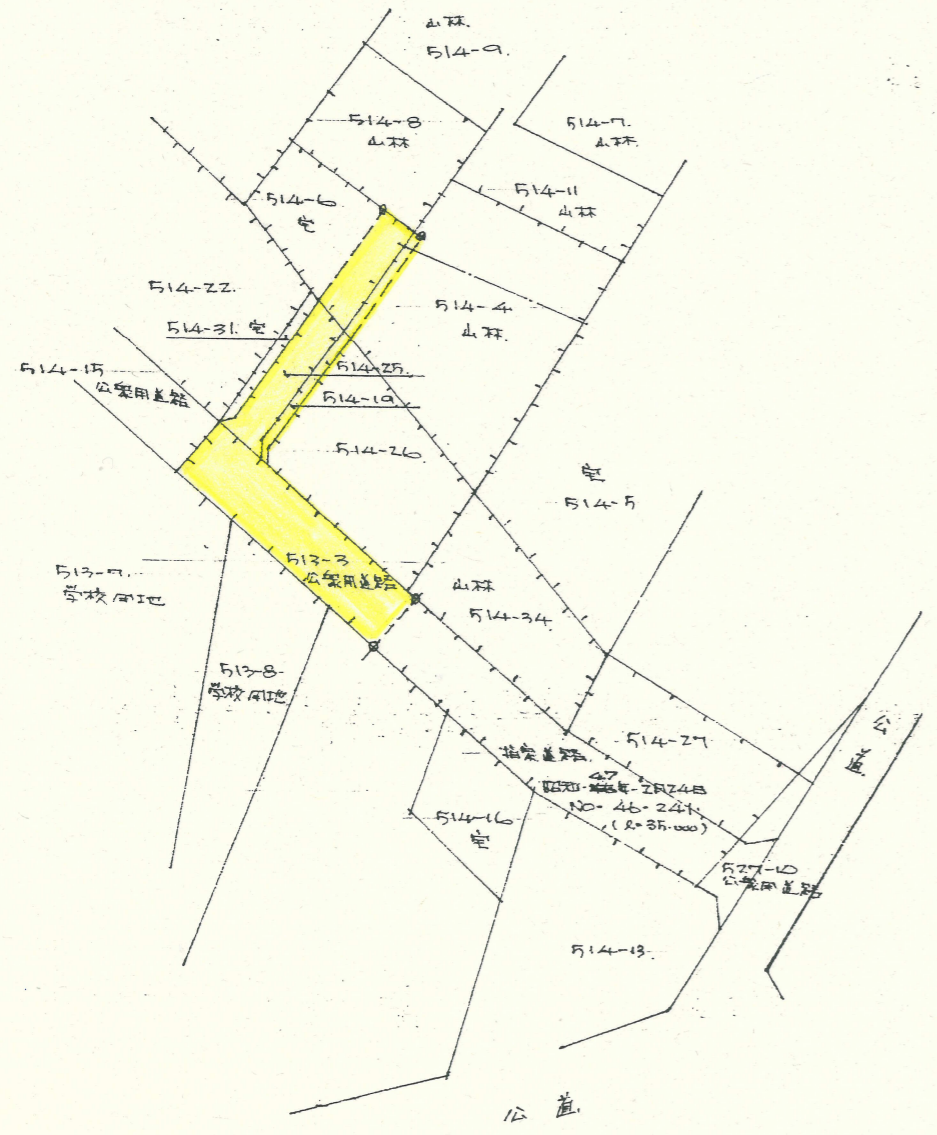 山林.
514-9.
514-8
山林
514-7.
山林.
514-11
山林
514-6
宅
514-22.
514-4
山林.
514-31. 宅
514-15
公衆用道路
514-25.
514-19
514-26
宅
514-5
513-3
公衆用道路
513-7.
学校用地
山林
514-34
513-8
学校用地
公
道
514-27
指定道路.
47
2月24日
NO-46-24
(l=35.000)
514-16
宅
527-10
公衆用道路
514-13.
公道.